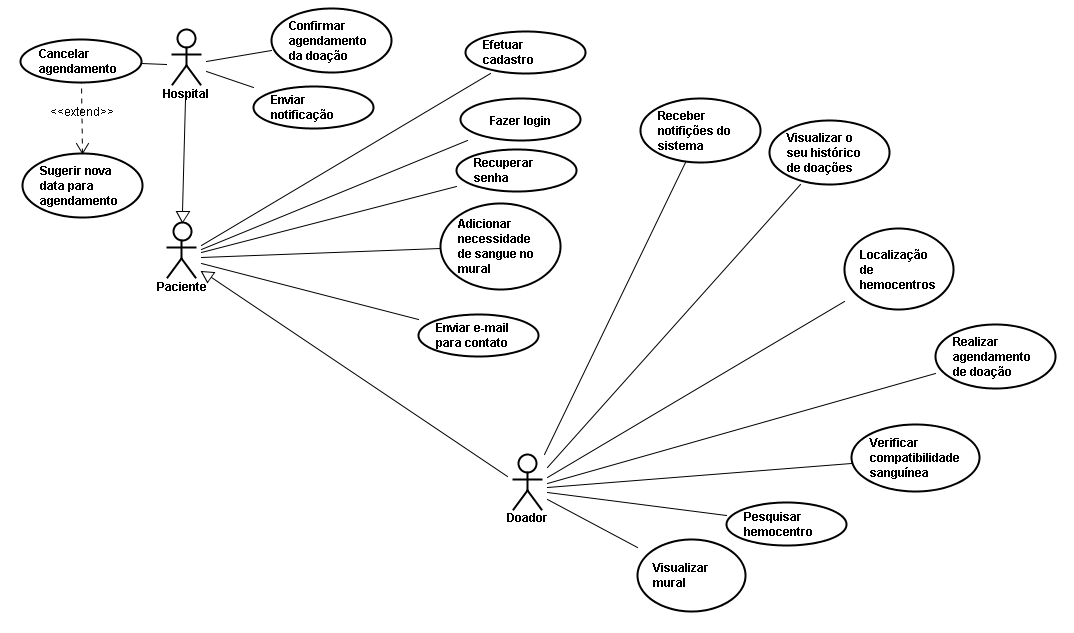 Cancelar
agendamento
<<extend>>
Sugerir nova
data para
agendamento
Hospital
Confirmar
agendamento
da doação
Enviar
notificação
Efetuar
cadastro
Fazer login
Recuperar
senha
Adicionar
necessidade
de sangue no
mural
Paciente
Enviar e-mail
para contato
Receber
notifições do
sistema
Visualizar o
seu histórico
de doações
Localização
de
hemocentros
Realizar
agendamento
de doação
Verificar
compatibilidade
sanguínea
Doador
Pesquisar
hemocentro
Visualizar
mural